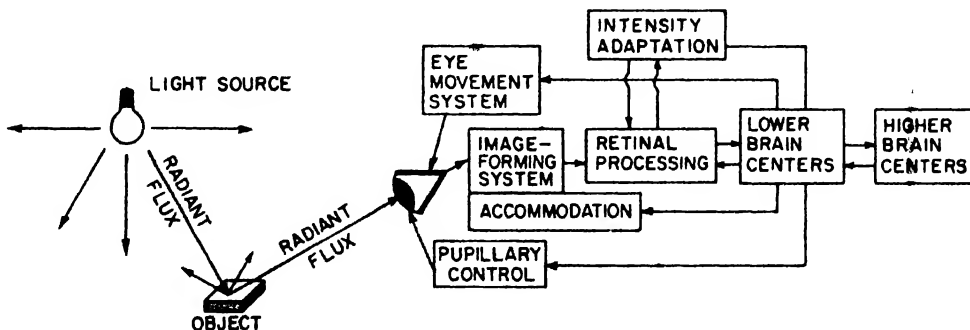 LIGHT SOURCE
RADIANT
FLUX
OBJECT
RADIANT
FLUX
EYE
MOVEMENT
SYSTEM
INTENSITY
ADAPTATION
IMAGE-
FORMING
SYSTEM
ACCOMMODATION
RETINAL
PROCESSING
LOWER
BRAIN
CENTERS
HIGHER
BRAIN
CENTERS
PUPILLARY
CONTROL